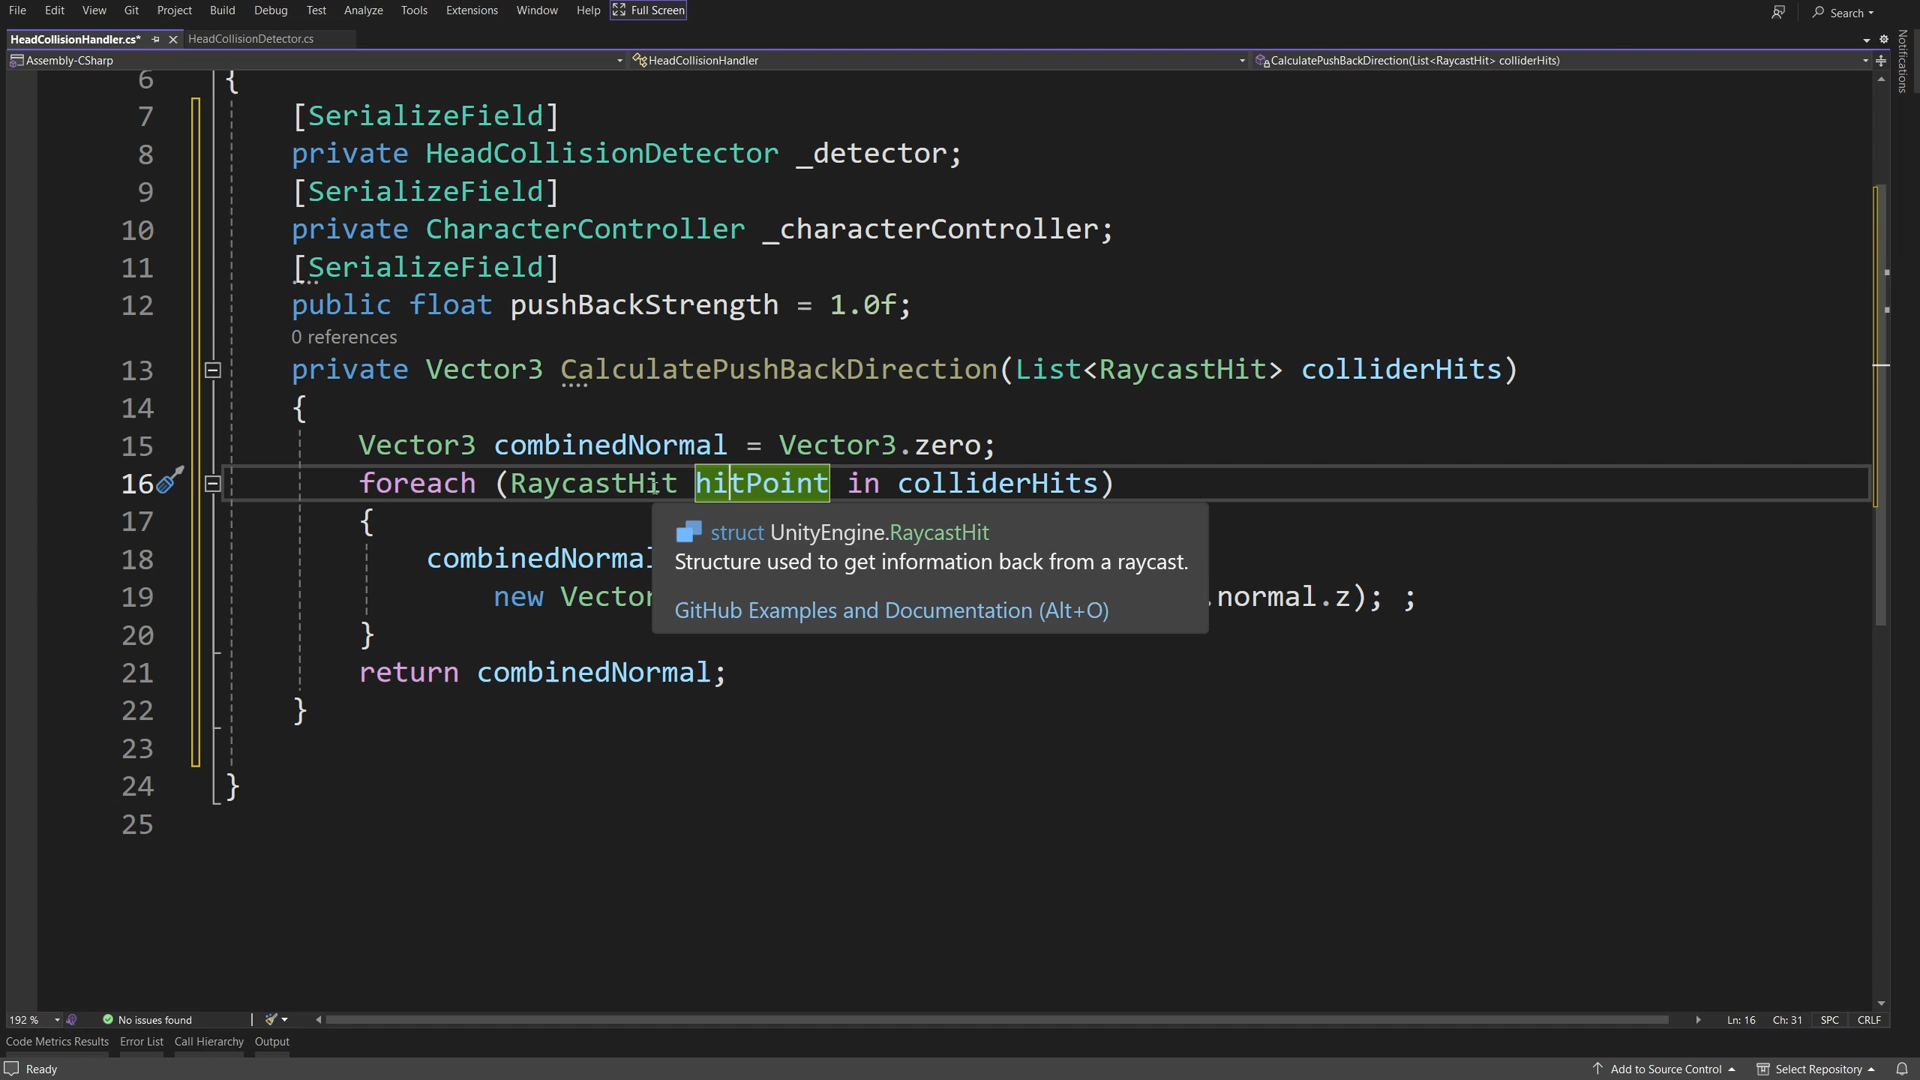 File Edit View Git Project Build Debug Test Analyze Tools Extensions Window Help Full Screen Search
HeadCollisionHandler.cs* HeadCollisionDetector.cs
Assembly-CSharp HeadCollisionHandler CalculatePushBackDirection(List<RaycastHit> colliderHits)
Notifications
6 {
7 [SerializeField]
8 private HeadCollisionDetector _detector;
9 [SerializeField]
10 private CharacterController _characterController;
11 [SerializeField]
12 public float pushBackStrength = 1.0f;
0 references
13 private Vector3 CalculatePushBackDirection(List<RaycastHit> colliderHits)
14 {
15 Vector3 combinedNormal = Vector3.zero;
16 foreach (RaycastHit hitPoint in colliderHits)
17 {
struct UnityEngine.RaycastHit
18 combinedNormal
Structure used to get information back from a raycast.
19 new Vector .normal.z); ;
GitHub Examples and Documentation (Alt+O)
20 }
21 return combinedNormal;
22 }
23
24 }
25
192 % No issues found Ln: 16 Ch: 31 SPC CRLF
Code Metrics Results Error List Call Hierarchy Output
Ready Add to Source Control Select Repository